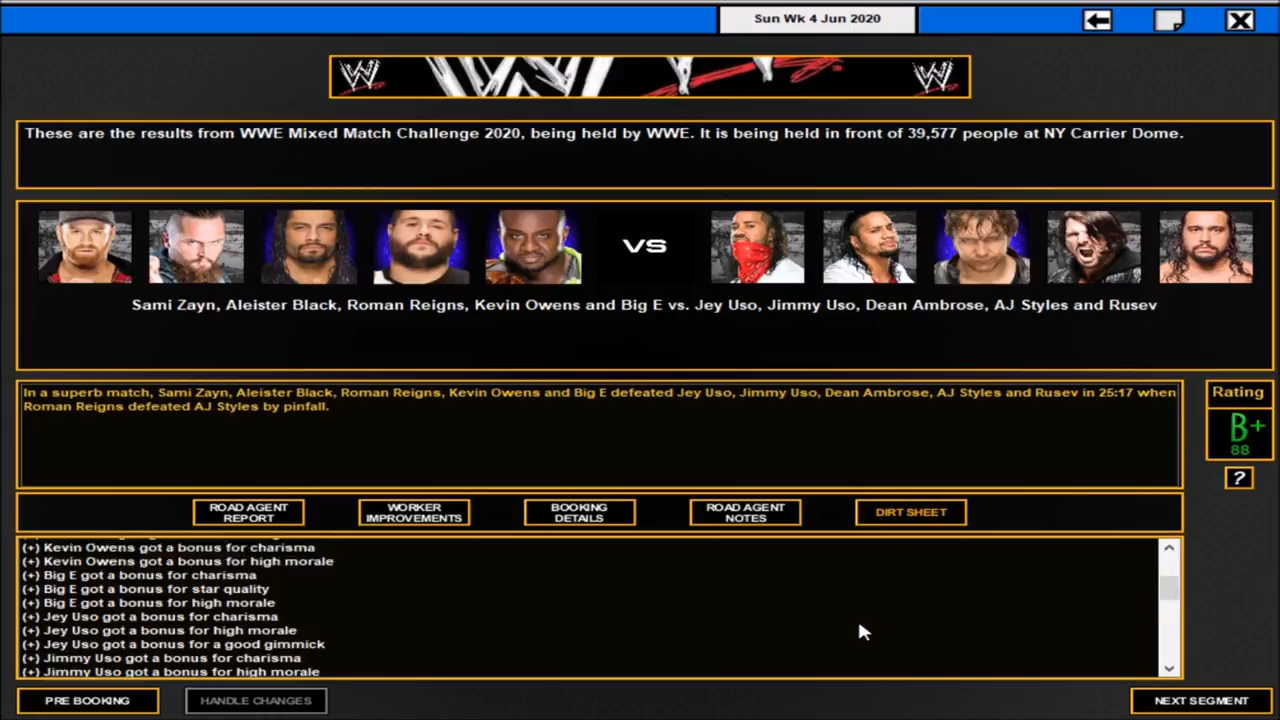 Sun Wk 4 Jun 2020
These are the results from WWE Mixed Match Challenge 2020, being held by WWE. It is being held in front of 39,577 people at NY Carrier Dome.
VS
Sami Zayn, Aleister Black, Roman Reigns, Kevin Owens and Big E vs. Jey Uso, Jimmy Uso, Dean Ambrose, AJ Styles and Rusev
In a superb match, Sami Zayn, Aleister Black, Roman Reigns, Kevin Owens and Big E defeated Jey Uso, Jimmy Uso, Dean Ambrose, AJ Styles and Rusev in 25:17 when
Roman Reigns defeated AJ Styles by pinfall.
Rating
B+
88
?
ROAD AGENT
REPORT
WORKER
IMPROVEMENTS
BOOKING
DETAILS
ROAD AGENT
NOTES
DIRT SHEET
(+) Kevin Owens got a bonus for charisma
(+) Kevin Owens got a bonus for high morale
(+) Big E got a bonus for charisma
(+) Big E got a bonus for star quality
(+) Big E got a bonus for high morale
(+) Jey Uso got a bonus for charisma
(+) Jey Uso got a bonus for high morale
(+) Jey Uso got a bonus for a good gimmick
(+) Jimmy Uso got a bonus for charisma
(+) Jimmy Uso got a bonus for high morale
PRE BOOKING
HANDLE CHANGES
NEXT SEGMENT